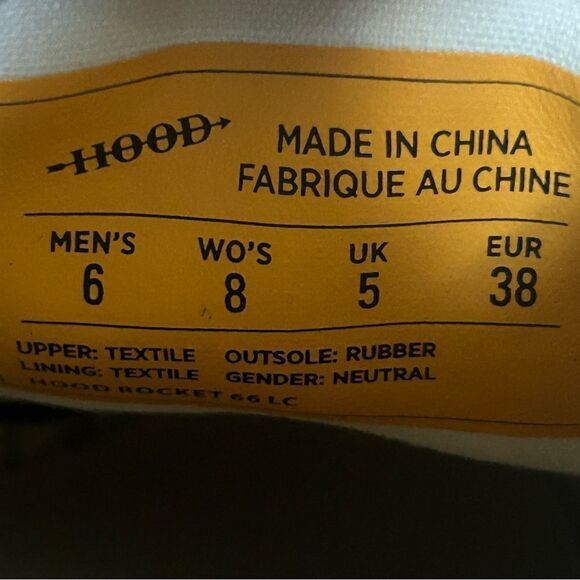 HOOD
MADE IN CHINA
FABRIQUE AU CHINE
MEN'S WO'S UK EUR
6 8 5 38
UPPER: TEXTILE OUTSOLE: RUBBER
LINING: TEXTILE GENDER: NEUTRAL
HOOD ROCKET 66 LC